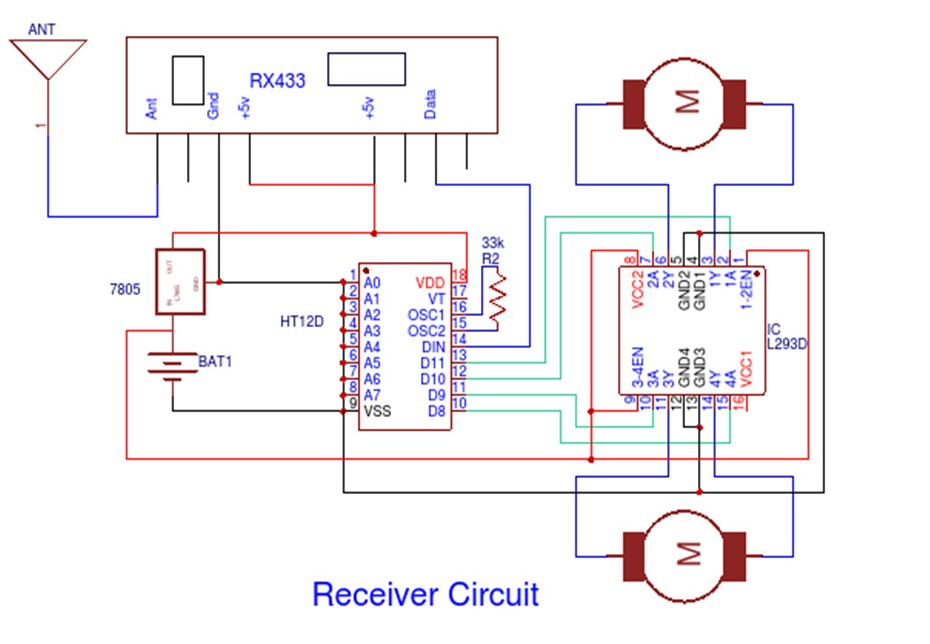 ANT
1
RX433
Ant
Gnd
+5v
+5v
Data
M
7805
OUT
GND
IN
BAT1
HT12D
1 A0 VDD 18
2 A1 VT 17
3 A2 OSC1 16
4 A3 OSC2 15
5 A4 DIN 14
6 A5 D11 13
7 A6 D10 12
8 A7 D9 11
9 VSS D8 10
33k
R2
8 7 6 5 4 3 2 1
VCC2 2A 2Y GND2 GND1 1Y 1A 1-2EN
IC
L293D
3-4EN 3A 3Y GND4 GND3 4Y 4A VCC1
9 10 11 12 13 14 15 16
M
Receiver Circuit